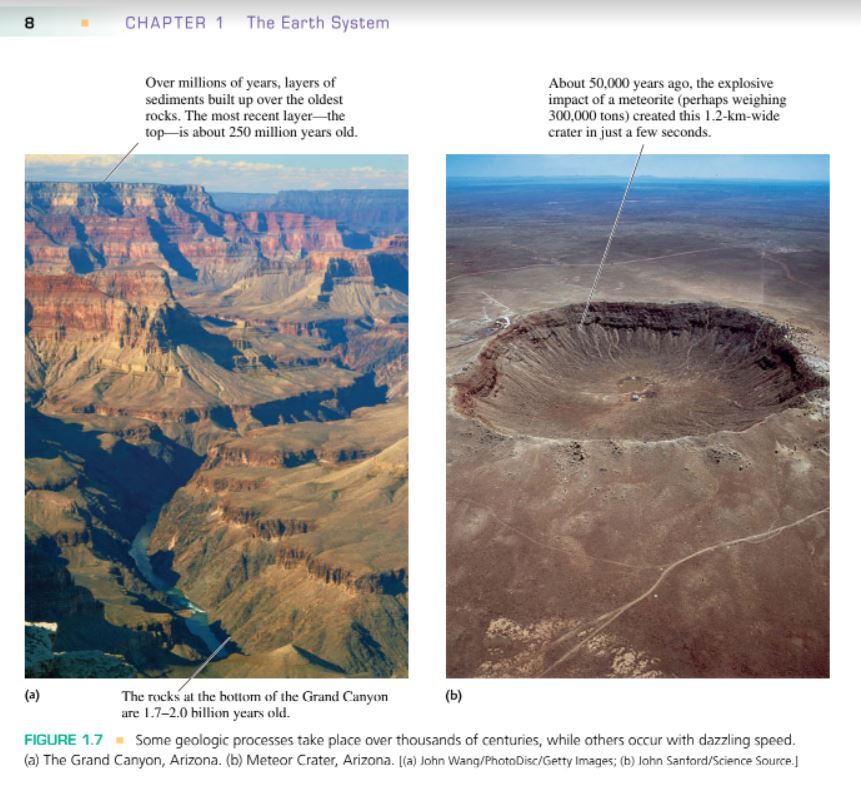 8 CHAPTER 1 The Earth System
Over millions of years, layers of
sediments built up over the oldest
rocks. The most recent layer—the
top—is about 250 million years old.
About 50,000 years ago, the explosive
impact of a meteorite (perhaps weighing
300,000 tons) created this 1.2-km-wide
crater in just a few seconds.
(a)
The rocks at the bottom of the Grand Canyon
are 1.7–2.0 billion years old.
(b)
FIGURE 1.7 Some geologic processes take place over thousands of centuries, while others occur with dazzling speed.
(a) The Grand Canyon, Arizona. (b) Meteor Crater, Arizona. [(a) John Wang/PhotoDisc/Getty Images; (b) John Sanford/Science Source.]